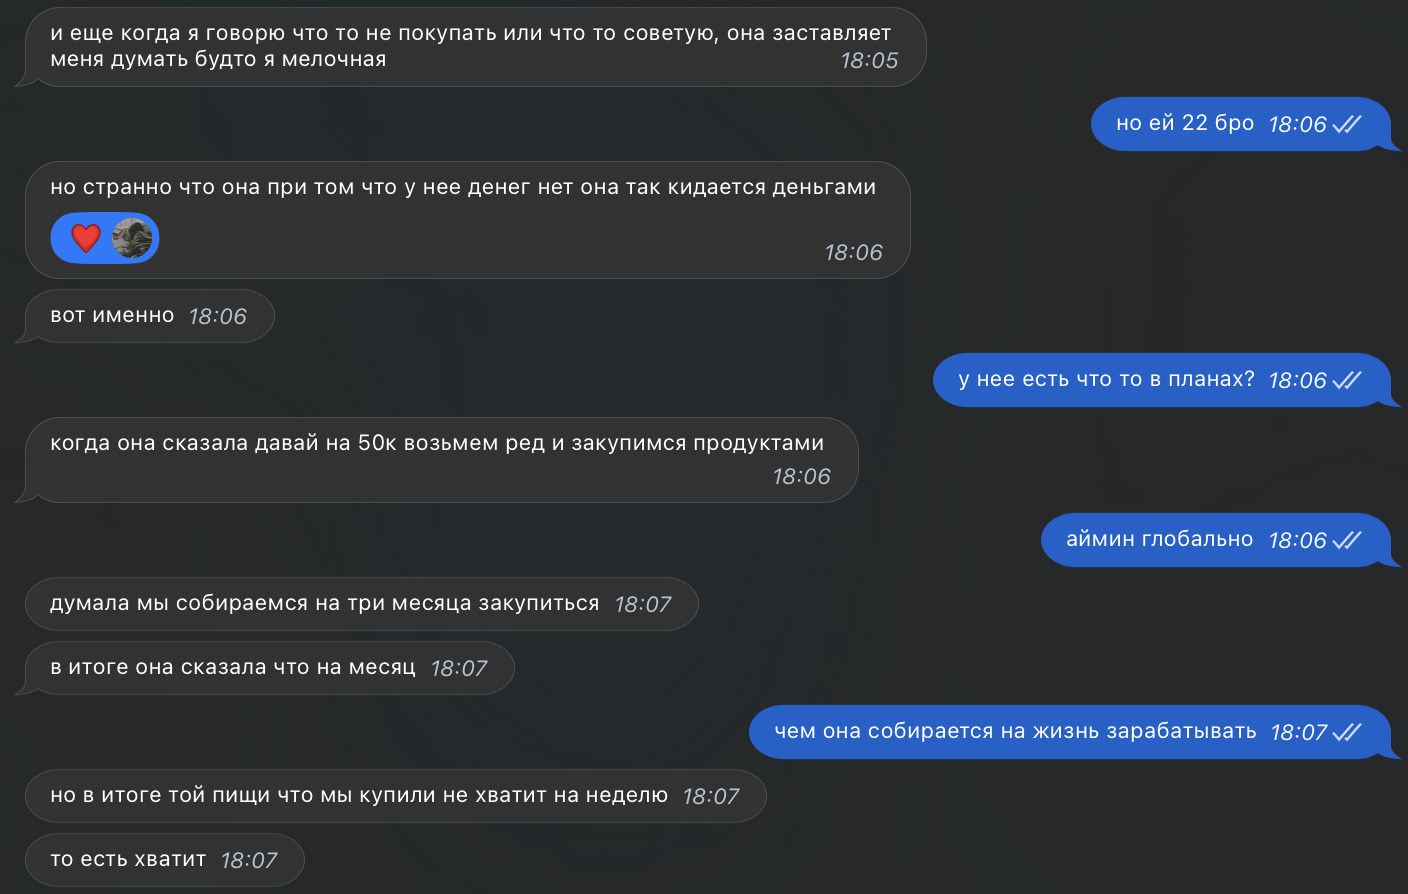 и еще когда я говорю что то не покупать или что то советую, она заставляет
меня думать будто я мелочная 18:05
но ей 22 бро 18:06
но странно что она при том что у нее денег нет она так кидается деньгами
18:06
вот именно 18:06
у нее есть что то в планах? 18:06
когда она сказала давай на 50к возьмем ред и закупимся продуктами
18:06
аймин глобально 18:06
думала мы собираемся на три месяца закупиться 18:07
в итоге она сказала что на месяц 18:07
чем она собирается на жизнь зарабатывать 18:07
но в итоге той пищи что мы купили не хватит на неделю 18:07
то есть хватит 18:07